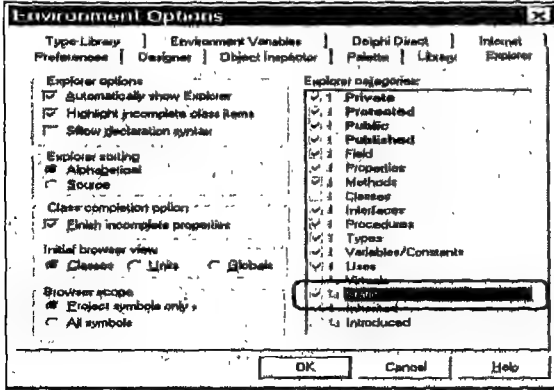 Environment Options
Type Library
Environment Variables
Delphi Direct
Internet
Preferences
Designer
Object Inspector
Palette
Library
Explorer
Explorer options
Automatically show Explorer
Highlight incomplete class items
Show declaration syntax
Explorer sorting
Alphabetical
Source
Class completion option
Finish incomplete properties
Initial browser view
Classes
Units
Globals
Browser scope
Project symbols only
All symbols
Explorer categories:
Private
Protected
Public
Published
Field
Properties
Methods
Classes
Interfaces
Procedures
Types
Variables/Constants
Uses
Virtuals
Inherited
Introduced
OK
Cancel
Help